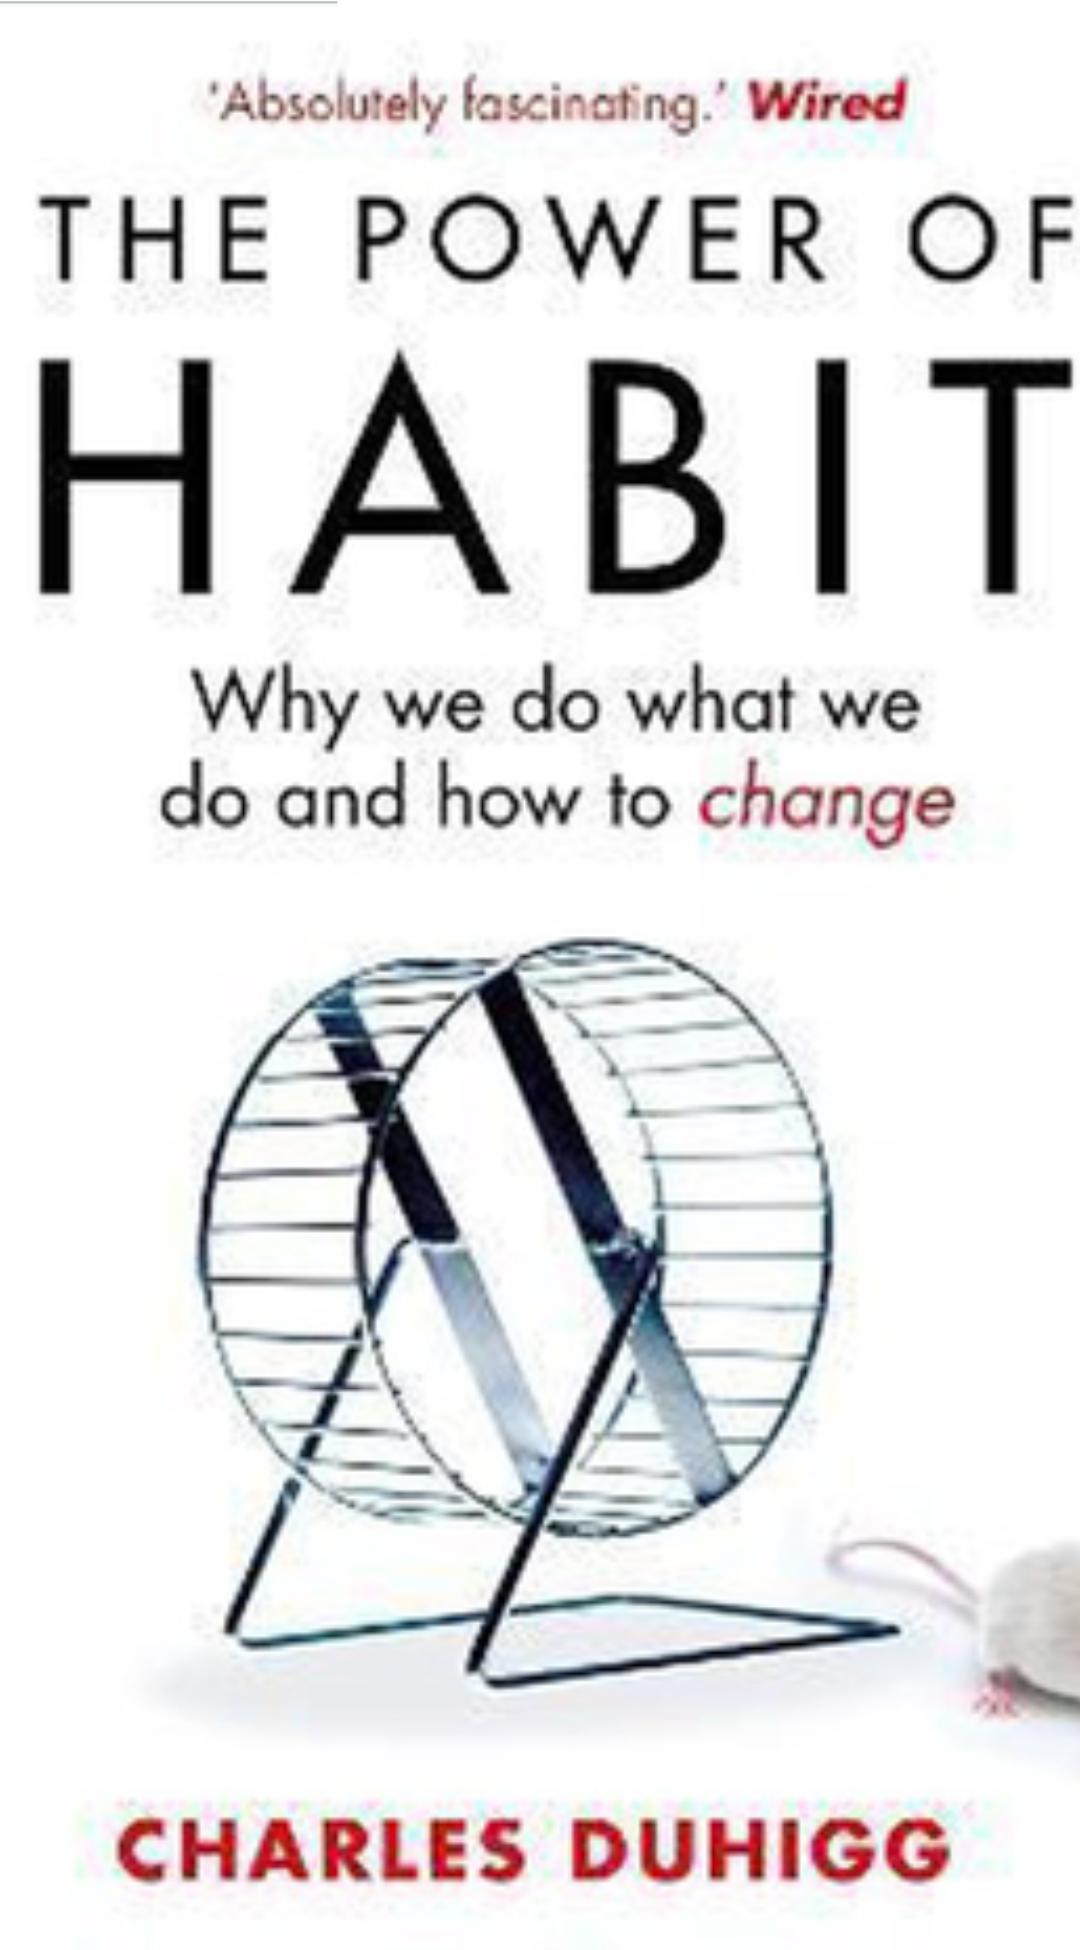 'Absolutely fascinating.' Wired
THE POWER OF
HABIT
Why we do what we
do and how to change
CHARLES DUHIGG